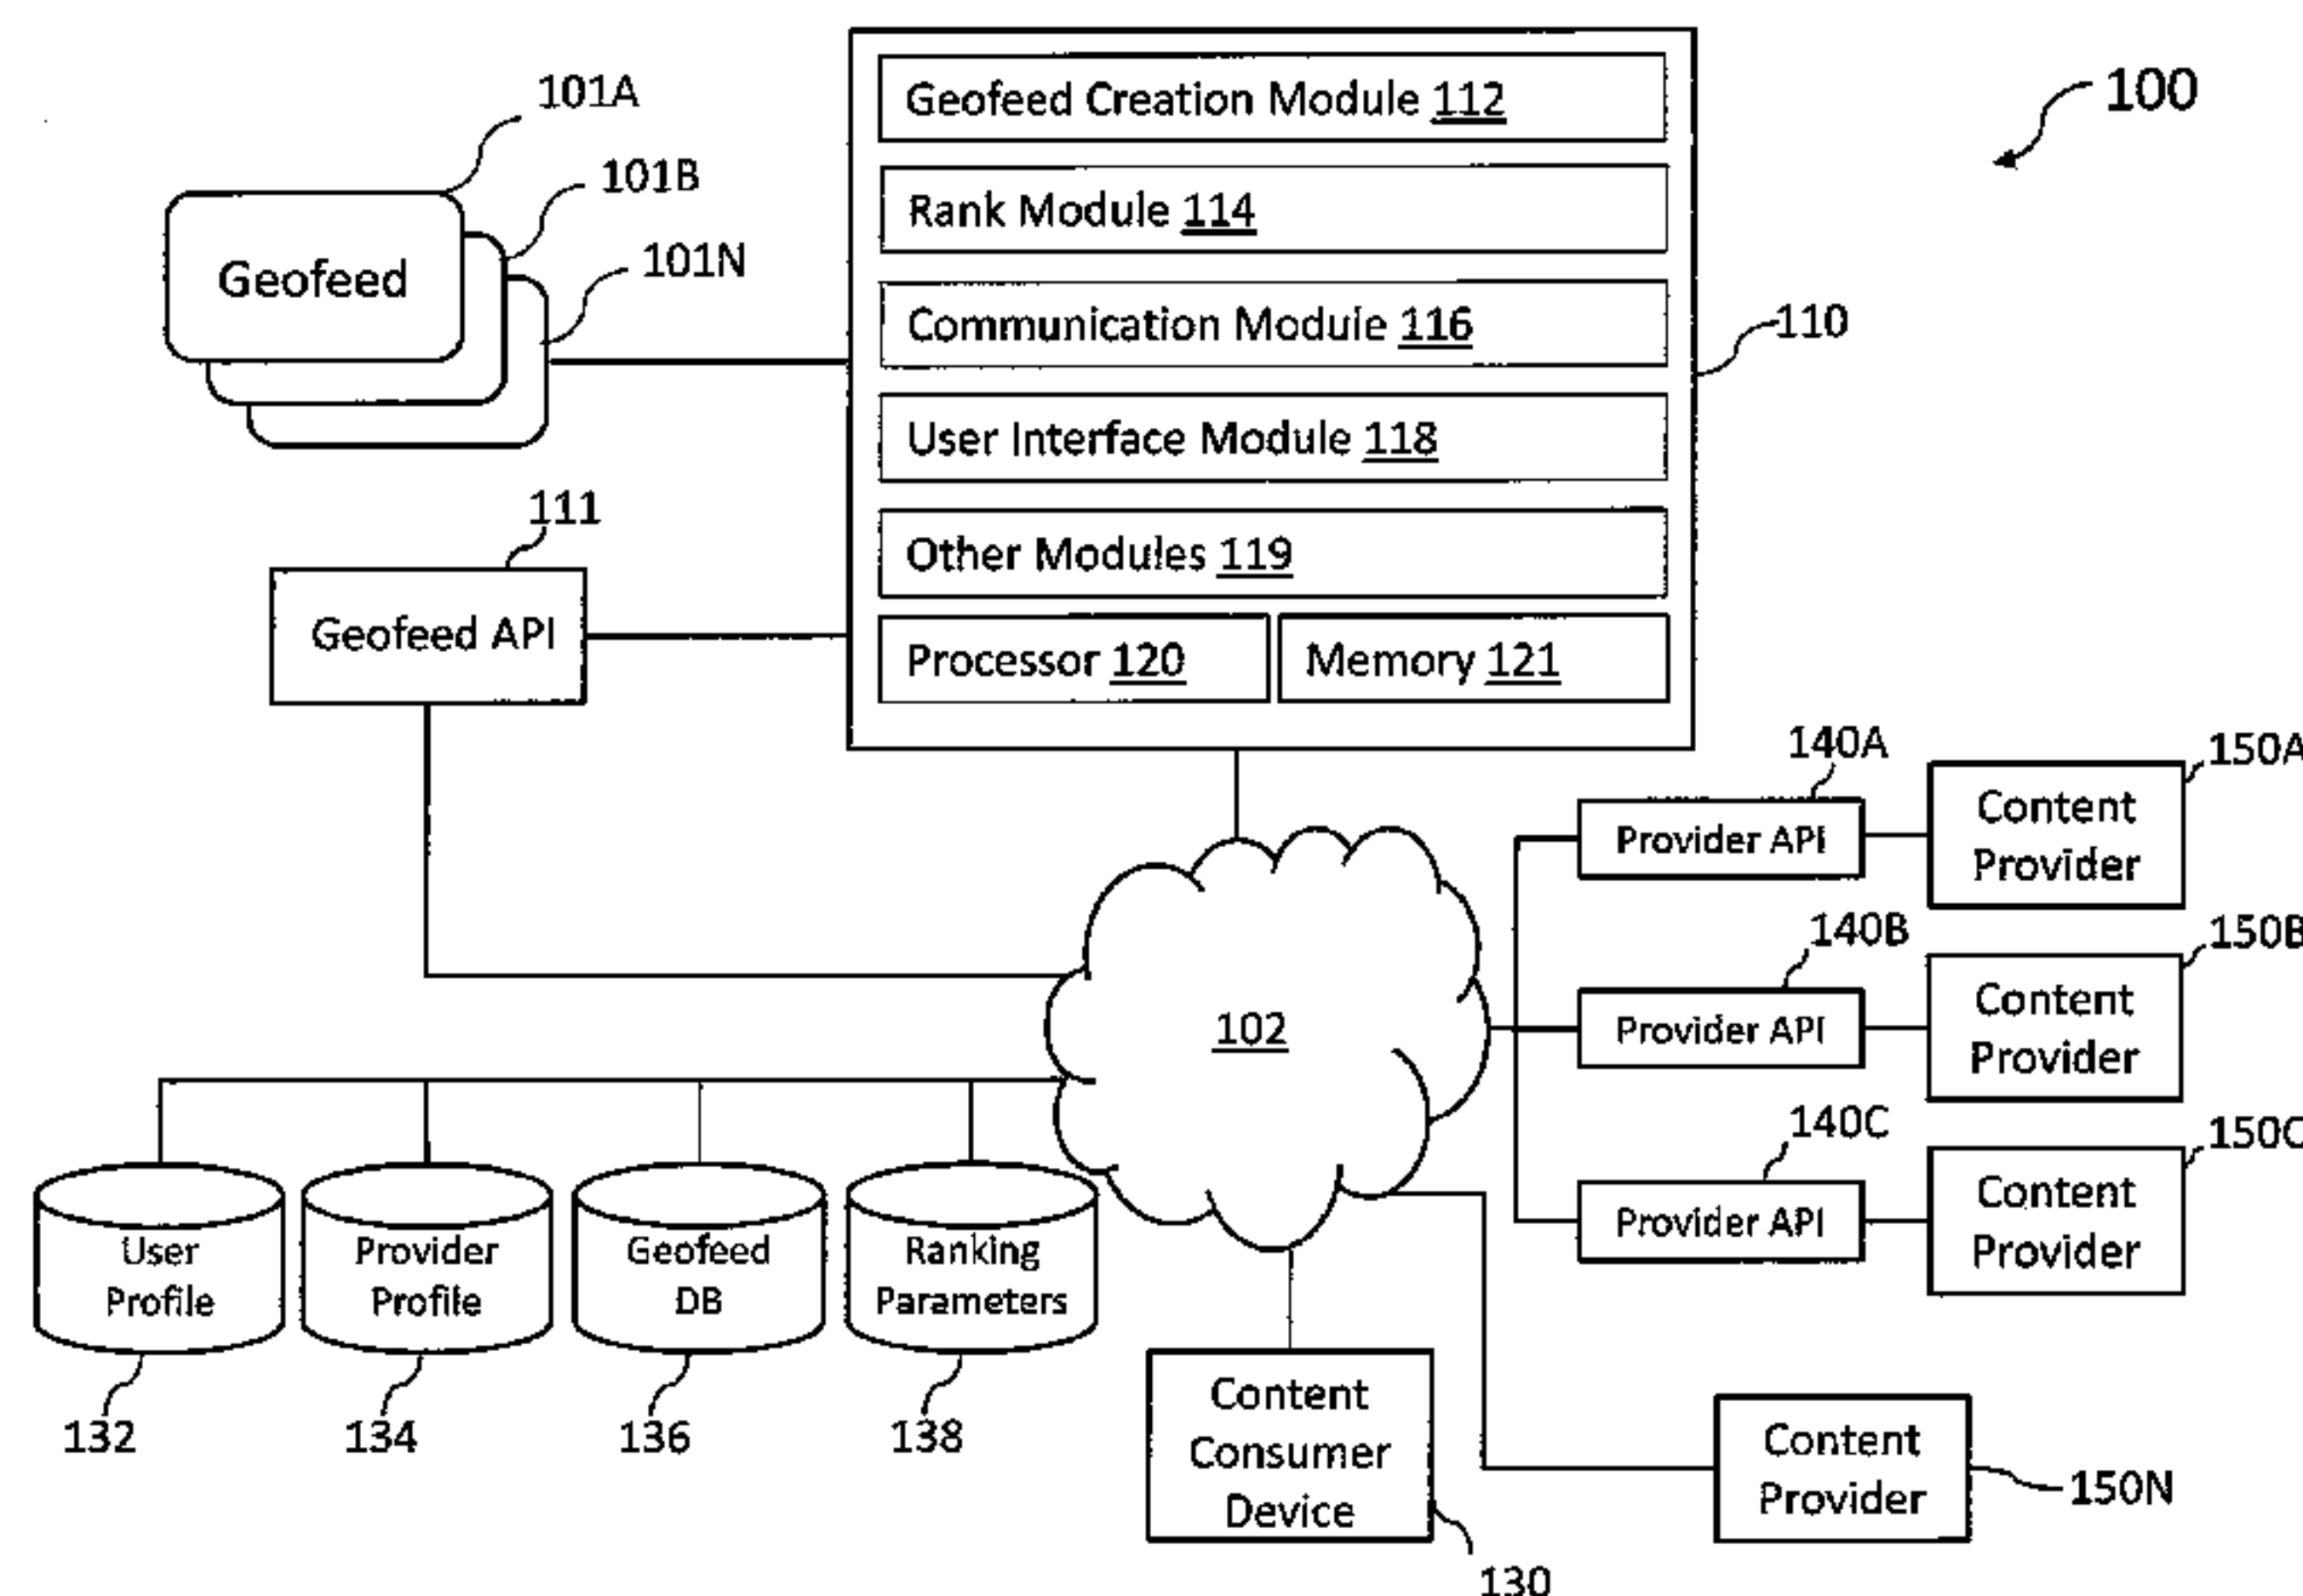 100
101A
101B
101N
Geofeed
Geofeed Creation Module 112
Rank Module 114
Communication Module 116
User Interface Module 118
Other Modules 119
Processor 120
Memory 121
110
111
Geofeed API
102
140A
Provider API
150A
Content
Provider
140B
Provider API
150B
Content
Provider
140C
Provider API
150C
Content
Provider
User
Profile
132
Provider
Profile
134
Geofeed
DB
136
Ranking
Parameters
138
Content
Consumer
Device
130
Content
Provider
150N